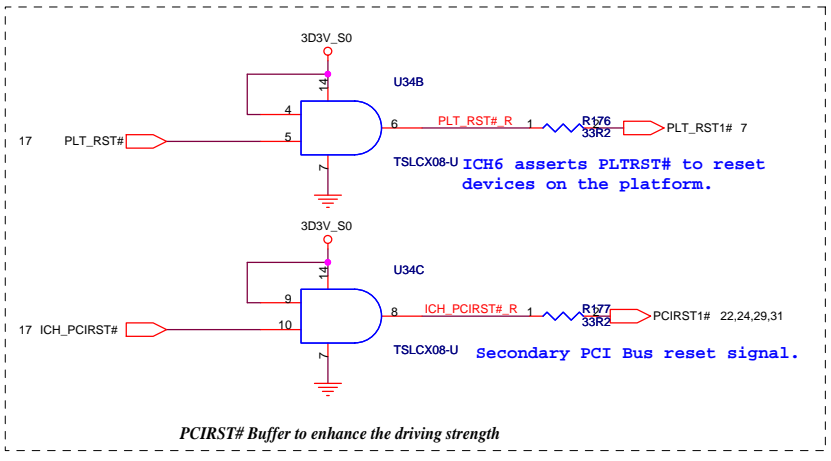 3D3V_S0
14
U34B
4
6
PLT_RST#_R
1
R176
2
33R2
PLT_RST1# 7
17 PLT_RST#
5
7
TSLCX08-U
ICH6 asserts PLTRST# to reset
devices on the platform.
3D3V_S0
14
U34C
9
8
ICH_PCIRST#_R
1
R177
2
33R2
PCIRST1# 22,24,29,31
17 ICH_PCIRST#
10
7
TSLCX08-U
Secondary PCI Bus reset signal.
PCIRST# Buffer to enhance the driving strength